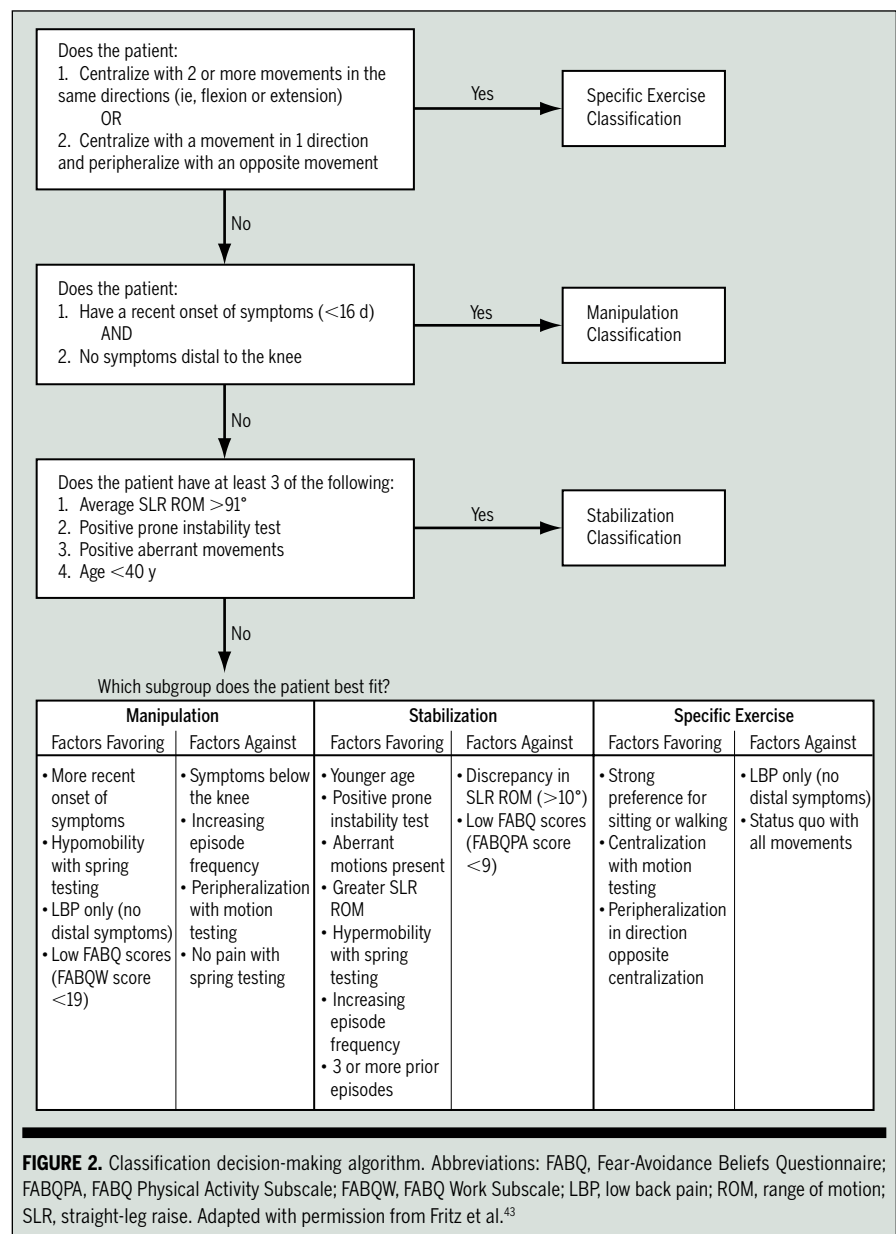 Does the patient:
1. Centralize with 2 or more movements in the
same directions (ie, flexion or extension)
OR
2. Centralize with a movement in 1 direction
and peripheralize with an opposite movement
Yes
Specific Exercise
Classification
No
Does the patient:
1. Have a recent onset of symptoms (<16 d)
AND
2. No symptoms distal to the knee
Yes
Manipulation
Classification
No
Does the patient have at least 3 of the following:
1. Average SLR ROM >91°
2. Positive prone instability test
3. Positive aberrant movements
4. Age <40 y
Yes
Stabilization
Classification
No
Which subgroup does the patient best fit?
Manipulation
Factors Favoring
• More recent
onset of
symptoms
• Hypomobility
with spring
testing
• LBP only (no
distal symptoms)
• Low FABQ scores
(FABQW score
<19)
Factors Against
• Symptoms below
the knee
• Increasing
episode
frequency
• Peripheralization
with motion
testing
• No pain with
spring testing
Stabilization
Factors Favoring
• Younger age
• Positive prone
instability test
• Aberrant
motions present
• Greater SLR
ROM
• Hypermobility
with spring
testing
• Increasing
episode
frequency
• 3 or more prior
episodes
Factors Against
• Discrepancy in
SLR ROM (>10°)
• Low FABQ scores
(FABQPA score
<9)
Specific Exercise
Factors Favoring
• Strong
preference for
sitting or walking
• Centralization
with motion
testing
• Peripheralization
in direction
opposite
centralization
Factors Against
• LBP only (no
distal symptoms)
• Status quo with
all movements
FIGURE 2. Classification decision-making algorithm. Abbreviations: FABQ, Fear-Avoidance Beliefs Questionnaire;
FABQPA, FABQ Physical Activity Subscale; FABQW, FABQ Work Subscale; LBP, low back pain; ROM, range of motion;
SLR, straight-leg raise. Adapted with permission from Fritz et al.43